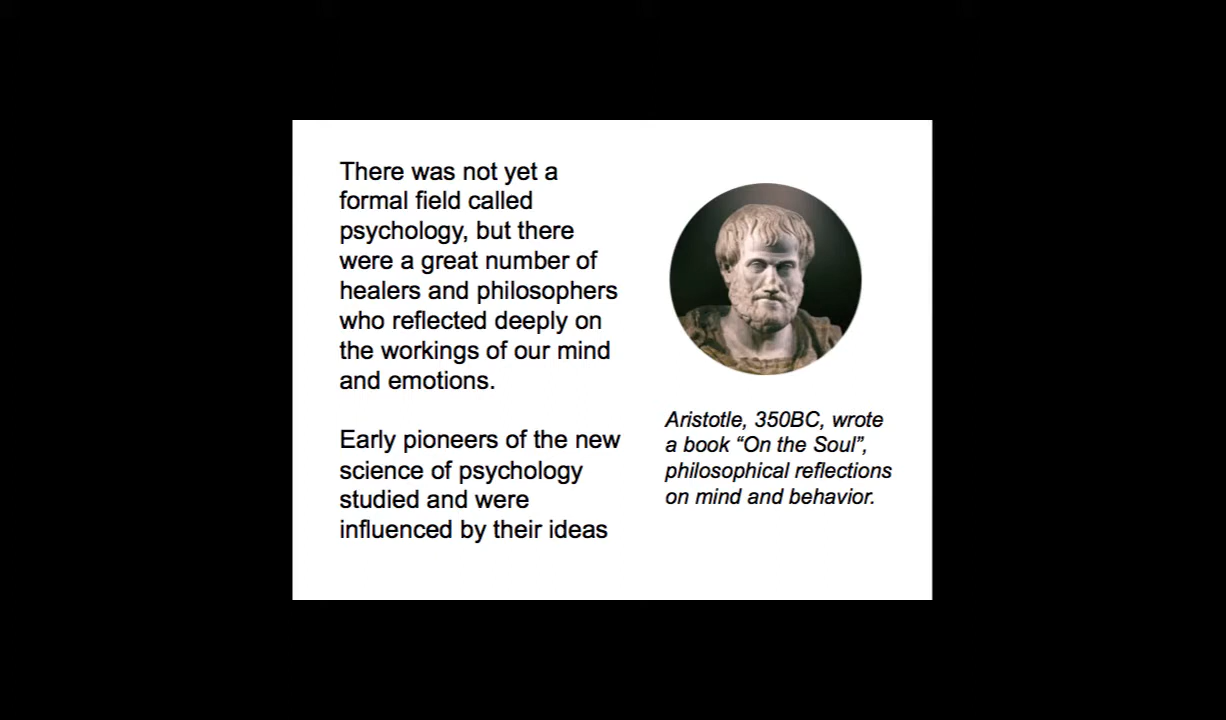 There was not yet a
formal field called
psychology, but there
were a great number of
healers and philosophers
who reflected deeply on
the workings of our mind
and emotions.
Early pioneers of the new
science of psychology
studied and were
influenced by their ideas
Aristotle, 350BC, wrote
a book “On the Soul”,
philosophical reflections
on mind and behavior.